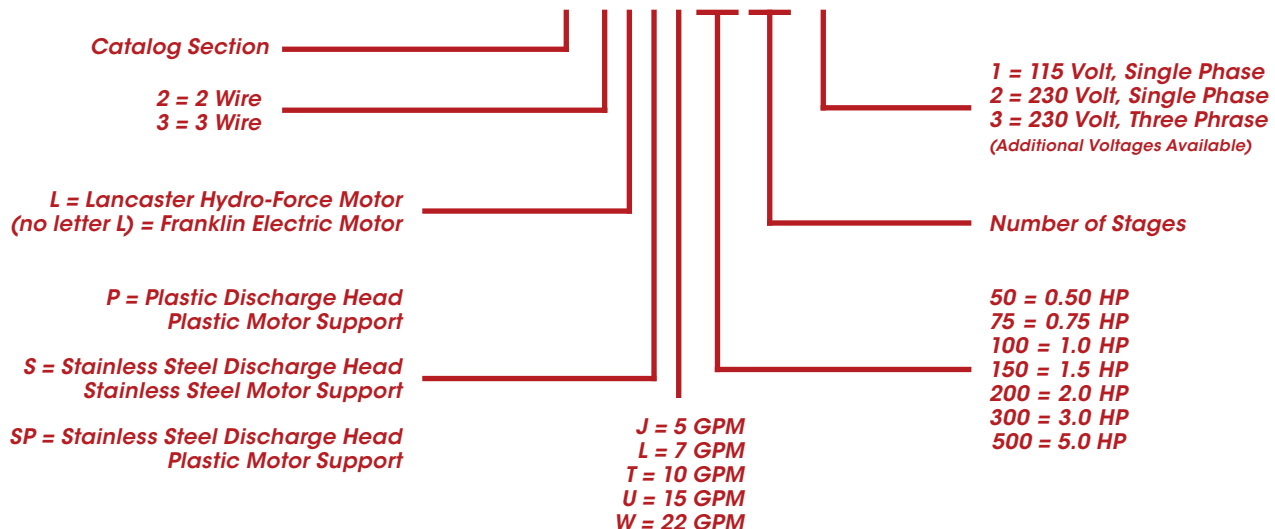 Catalog Section
2 = 2 Wire
3 = 3 Wire
L = Lancaster Hydro-Force Motor
(no letter L) = Franklin Electric Motor
P = Plastic Discharge Head
Plastic Motor Support
S = Stainless Steel Discharge Head
Stainless Steel Motor Support
SP = Stainless Steel Discharge Head
Plastic Motor Support
J = 5 GPM
L = 7 GPM
T = 10 GPM
U = 15 GPM
W = 22 GPM
1 = 115 Volt, Single Phase
2 = 230 Volt, Single Phase
3 = 230 Volt, Three Phrase
(Additional Voltages Available)
Number of Stages
50 = 0.50 HP
75 = 0.75 HP
100 = 1.0 HP
150 = 1.5 HP
200 = 2.0 HP
300 = 3.0 HP
500 = 5.0 HP